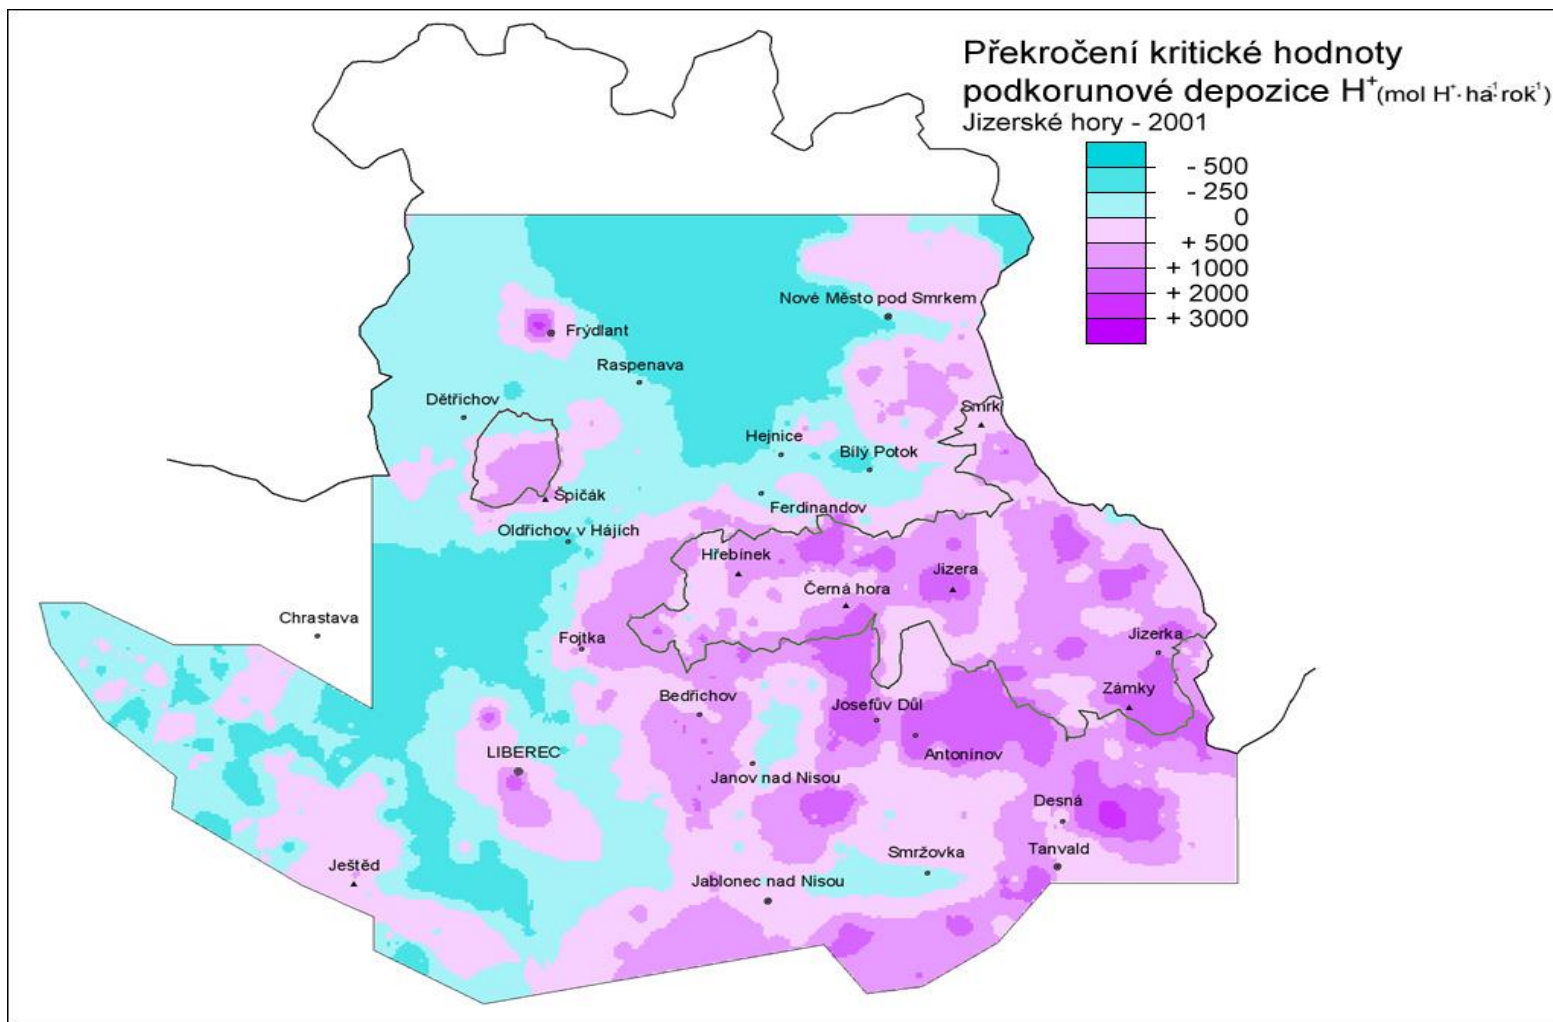 Překročení kritické hodnoty
podkorunové depozice H⁺(mol H⁺·ha⁻¹·rok⁻¹)
Jizerské hory - 2001
- 500
- 250
0
+ 500
+ 1000
+ 2000
+ 3000
Nové Město pod Smrkem
Frýdlant
Raspenava
Dětřichov
Smrk
Hejnice
Bílý Potok
Špičák
Ferdinandov
Oldřichov v Hájích
Hřebínek
Jizera
Černá hora
Chrastava
Fojtka
Jizerka
Bedřichov
Zámky
Josefův Důl
LIBEREC
Antonínov
Janov nad Nisou
Desná
Smržovka
Tanvald
Ještěd
Jablonec nad Nisou